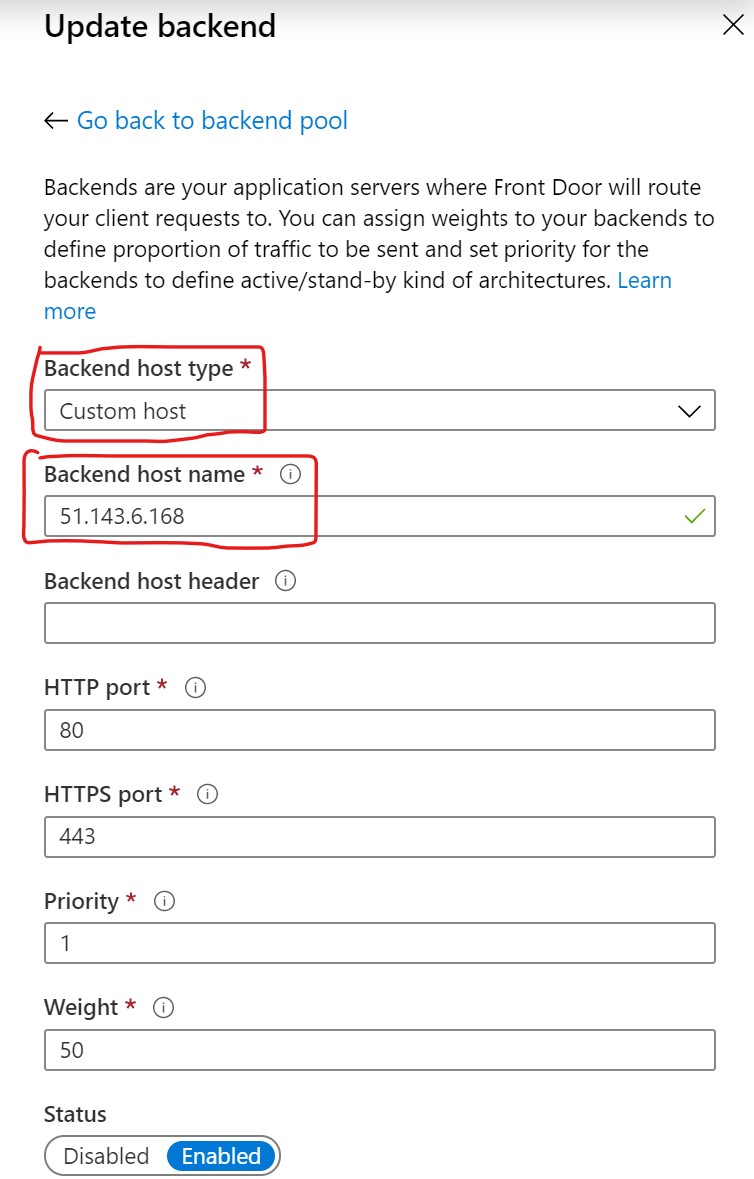 Update backend
Go back to backend pool
Backends are your application servers where Front Door will route
your client requests to. You can assign weights to your backends to
define proportion of traffic to be sent and set priority for the
backends to define active/stand-by kind of architectures. Learn
more
Backend host type *
Custom host
Backend host name *
51.143.6.168
Backend host header
HTTP port *
80
HTTPS port *
443
Priority *
1
Weight *
50
Status
Disabled Enabled